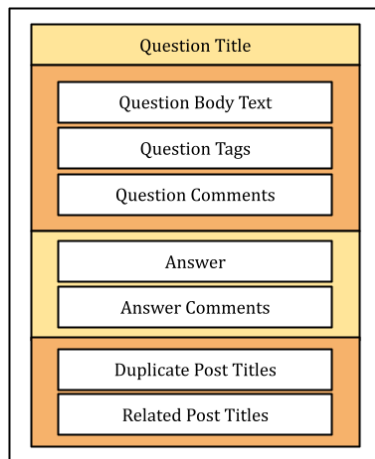 Question Title
Question Body Text
Question Tags
Question Comments
Answer
Answer Comments
Duplicate Post Titles
Related Post Titles